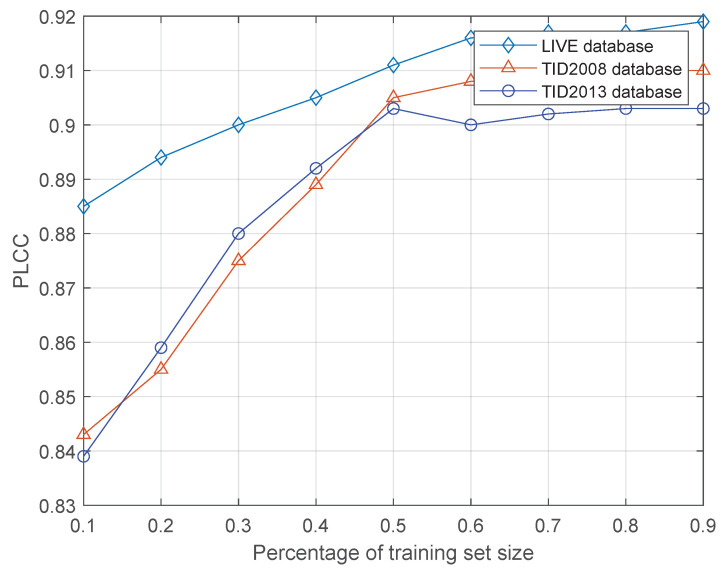 0.92
0.91
0.9
0.89
0.88
0.87
0.86
0.85
0.84
0.83
PLCC
LIVE database
TID2008 database
TID2013 database
0.1 0.2 0.3 0.4 0.5 0.6 0.7 0.8 0.9
Percentage of training set size